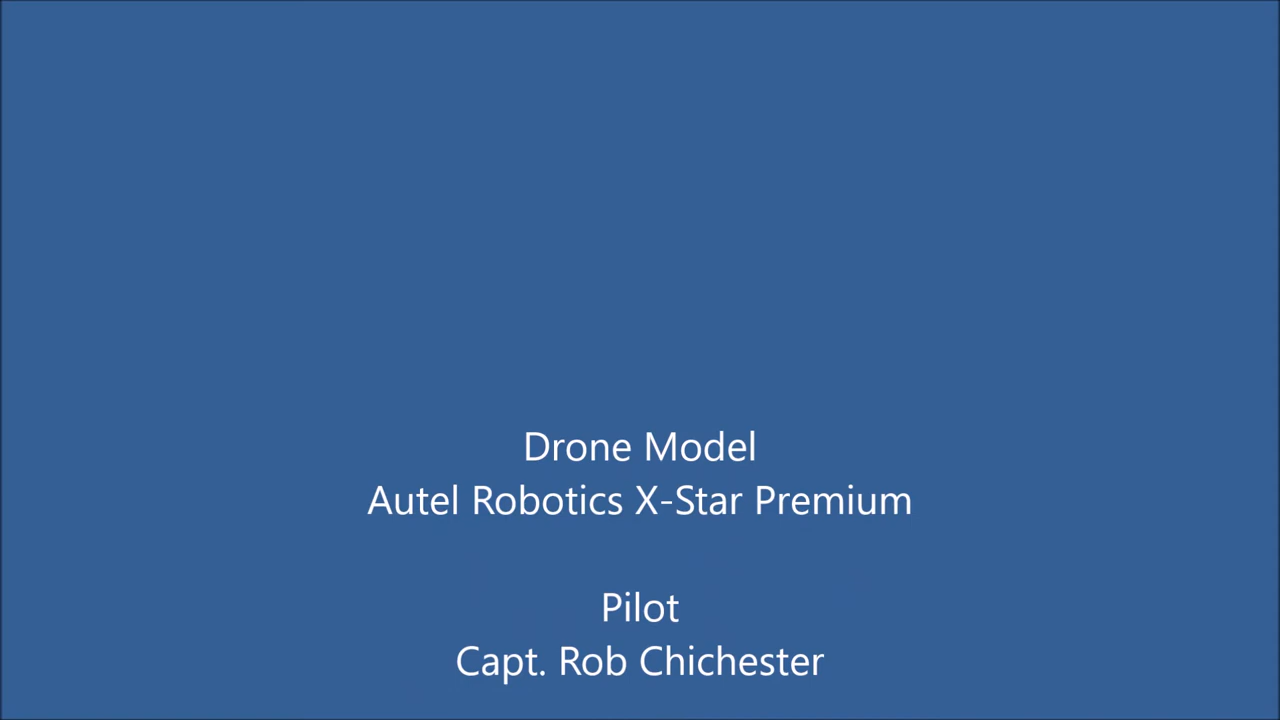 Drone Model
Autel Robotics X-Star Premium
Pilot
Capt. Rob Chichester